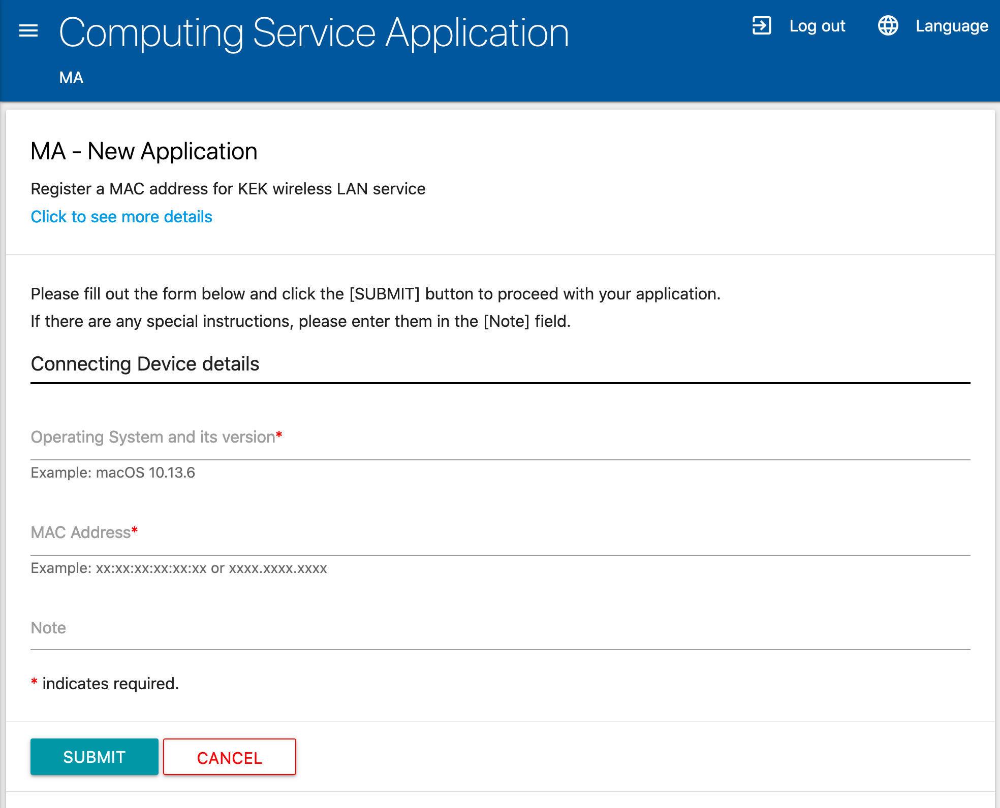 Computing Service Application
Log out
Language
MA
MA - New Application
Register a MAC address for KEK wireless LAN service
Click to see more details
Please fill out the form below and click the [SUBMIT] button to proceed with your application.
If there are any special instructions, please enter them in the [Note] field.
Connecting Device details
Operating System and its version*
Example: macOS 10.13.6
MAC Address*
Example: xx:xx:xx:xx:xx:xx or xxxx.xxxx.xxxx
Note
* indicates required.
SUBMIT
CANCEL